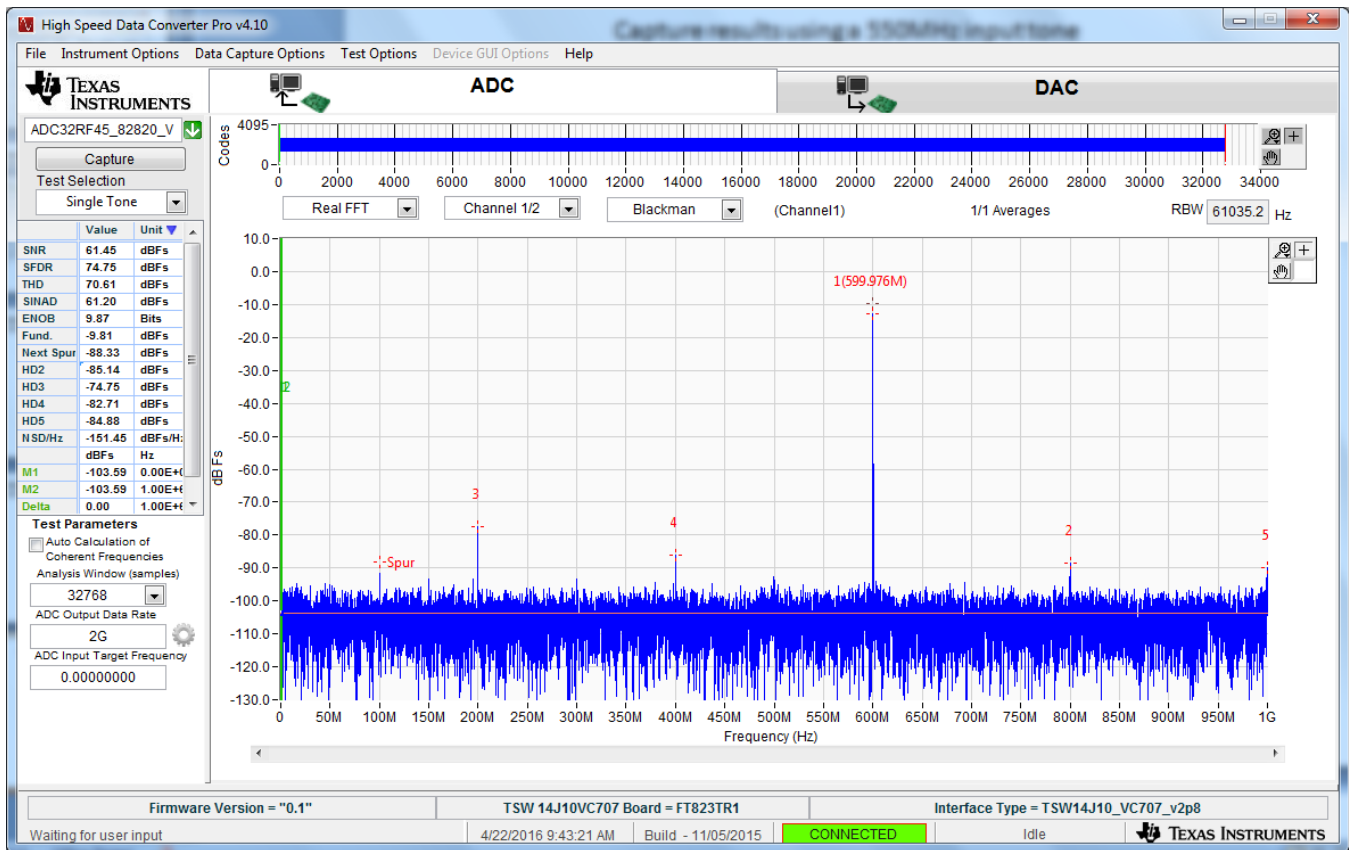 High Speed Data Converter Pro v4.10
Capture results using a 550MHz input tone
File Instrument Options Data Capture Options Test Options Device GUI Options Help
TEXAS INSTRUMENTS
ADC
DAC
ADC32RF45_82820_V
Capture
Test Selection
Single Tone
Codes
4095
0
0 2000 4000 6000 8000 10000 12000 14000 16000 18000 20000 22000 24000 26000 28000 30000 32000 34000
Real FFT Channel 1/2 Blackman (Channel1) 1/1 Averages RBW 61035.2 Hz
Value Unit
SNR 61.45 dBFs
SFDR 74.75 dBFs
THD 70.61 dBFs
SINAD 61.20 dBFs
ENOB 9.87 Bits
Fund. -9.81 dBFs
Next Spur -88.33 dBFs
HD2 -85.14 dBFs
HD3 -74.75 dBFs
HD4 -82.71 dBFs
HD5 -84.88 dBFs
NSD/Hz -151.45 dBFs/H
dBFs Hz
M1 -103.59 0.00E+
M2 -103.59 1.00E+
Delta 0.00 1.00E+
Test Parameters
Auto Calculation of
Coherent Frequencies
Analysis Window (samples)
32768
ADC Output Data Rate
2G
ADC Input Target Frequency
0.00000000
dB Fs
10.0
0.0
-10.0
-20.0
-30.0
-40.0
-50.0
-60.0
-70.0
-80.0
-90.0
-100.0
-110.0
-120.0
-130.0
1(599.976M)
2
3
4
2
5
Spur
0 50M 100M 150M 200M 250M 300M 350M 400M 450M 500M 550M 600M 650M 700M 750M 800M 850M 900M 950M 1G
Frequency (Hz)
Firmware Version = "0.1" TSW 14J10VC707 Board = FT823TR1 Interface Type = TSW14J10_VC707_v2p8
Waiting for user input 4/22/2016 9:43:21 AM Build - 11/05/2015 CONNECTED Idle TEXAS INSTRUMENTS